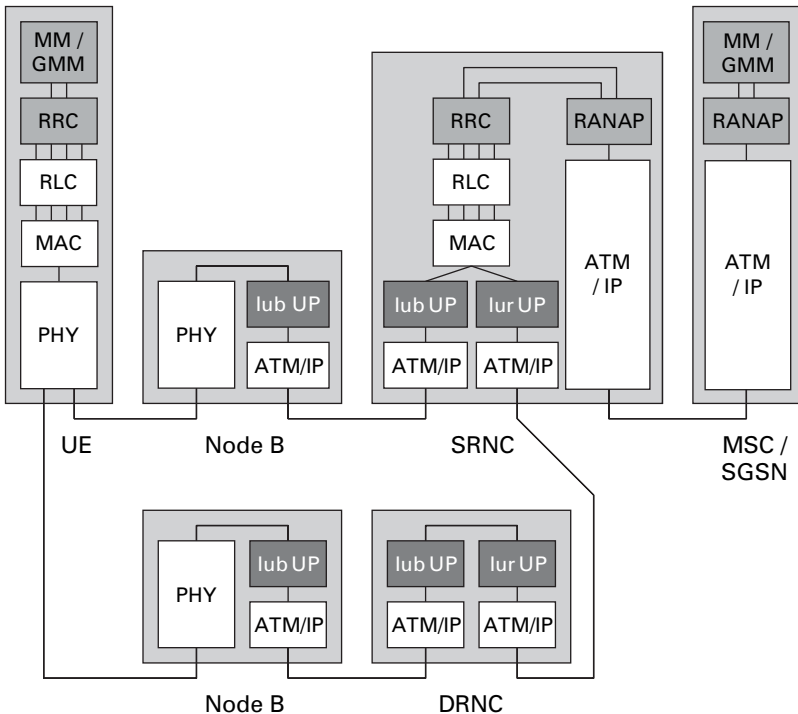 MM /
GMM
RRC
RLC
MAC
PHY
UE
PHY
Iub UP
ATM/IP
Node B
RRC
RLC
MAC
Iub UP
Iur UP
ATM/IP
ATM/IP
RANAP
ATM
/ IP
SRNC
MM /
GMM
RANAP
ATM
/ IP
MSC /
SGSN
PHY
Iub UP
ATM/IP
Node B
Iub UP
Iur UP
ATM/IP
ATM/IP
DRNC